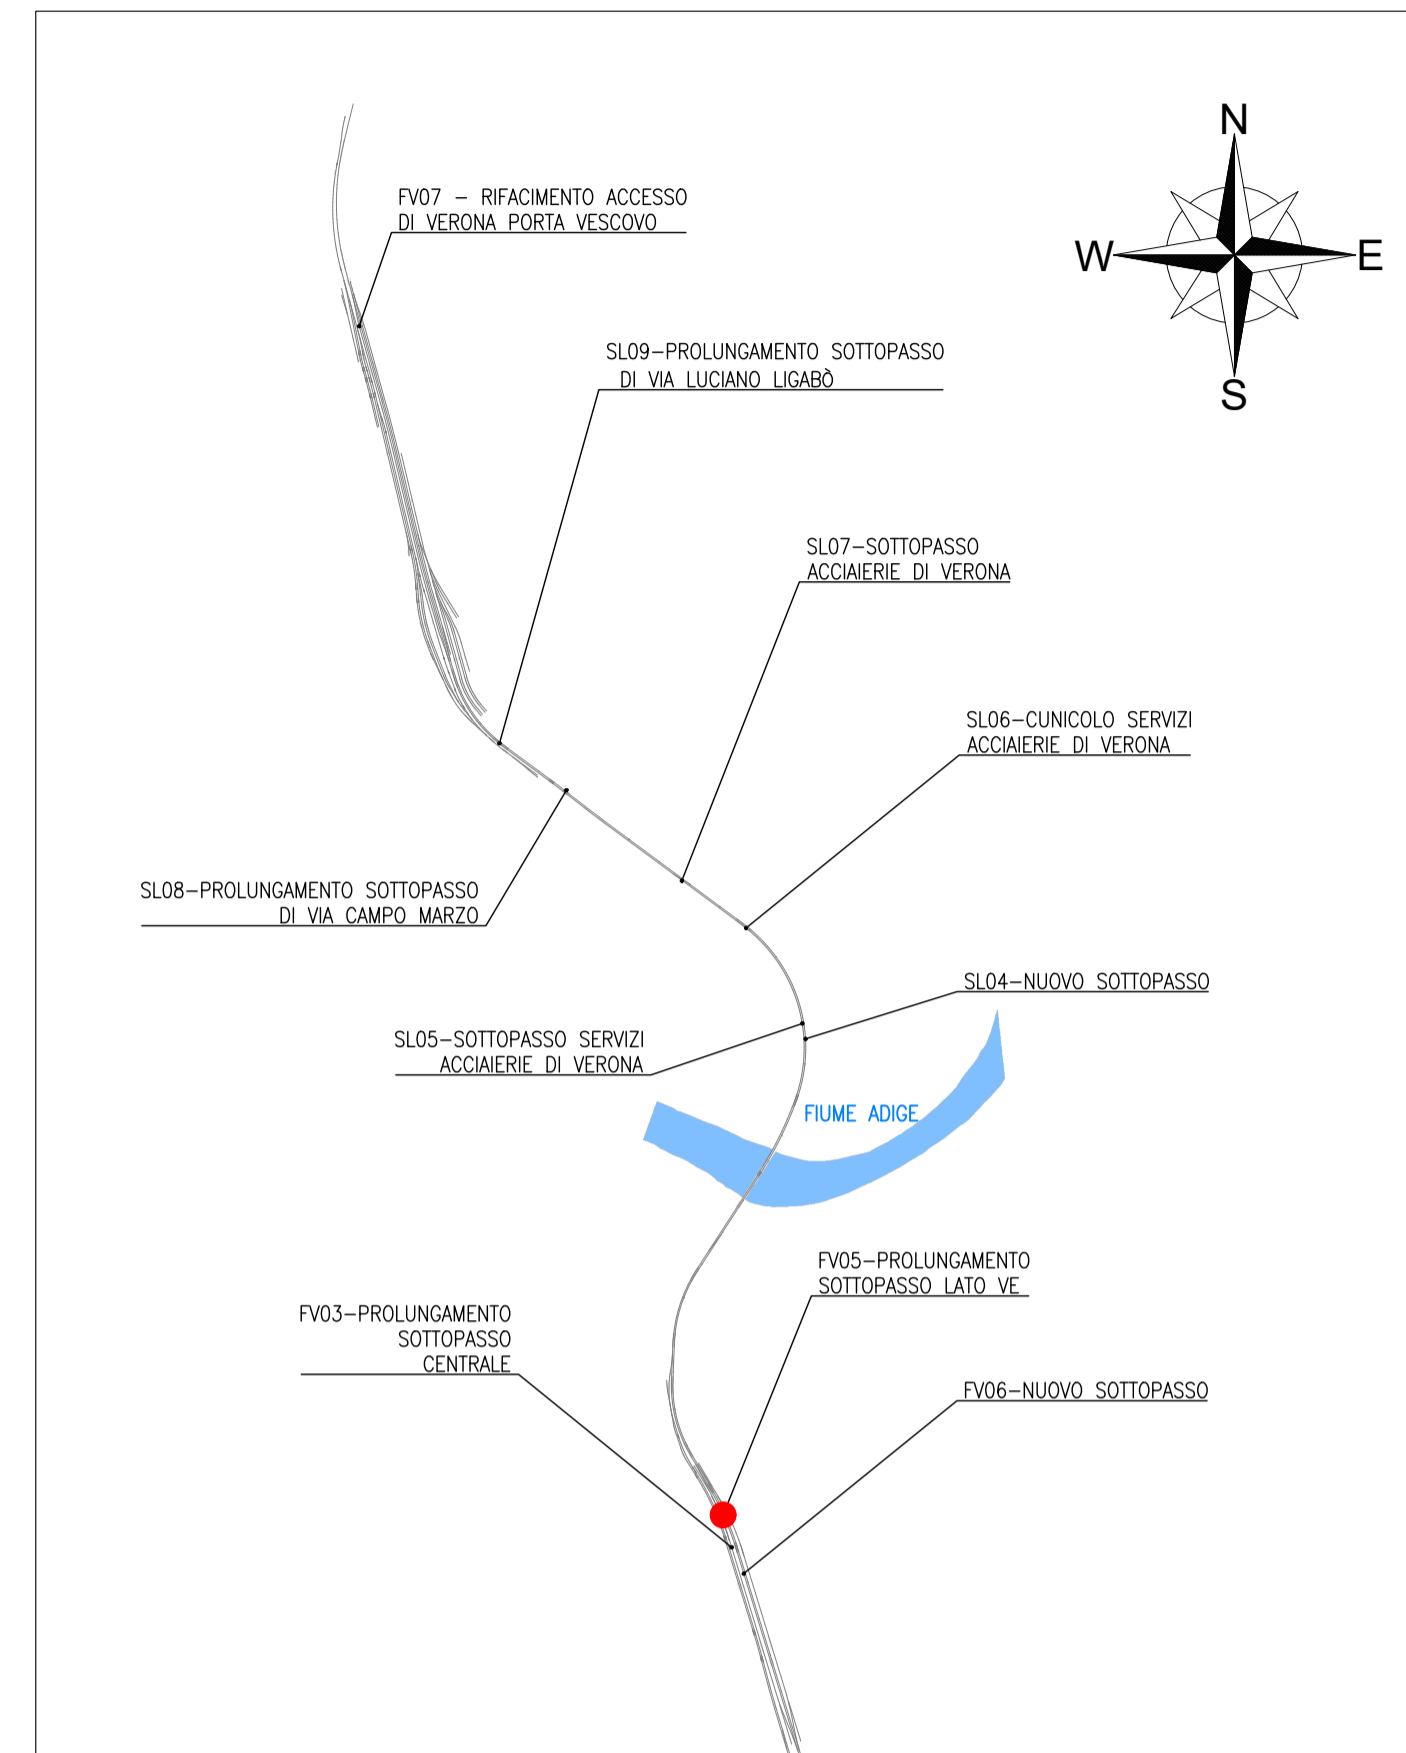 N
W
E
S
FV07 – RIFACIMENTO ACCESSO
DI VERONA PORTA VESCOVO
SL09–PROLUNGAMENTO SOTTOPASSO
DI VIA LUCIANO LIGABÒ
SL07–SOTTOPASSO
ACCIAIERIE DI VERONA
SL06–CUNICOLO SERVIZI
ACCIAIERIE DI VERONA
SL08–PROLUNGAMENTO SOTTOPASSO
DI VIA CAMPO MARZO
SL04–NUOVO SOTTOPASSO
SL05–SOTTOPASSO SERVIZI
ACCIAIERIE DI VERONA
FIUME ADIGE
FV05–PROLUNGAMENTO
SOTTOPASSO LATO VE
FV03–PROLUNGAMENTO
SOTTOPASSO
CENTRALE
FV06–NUOVO SOTTOPASSO